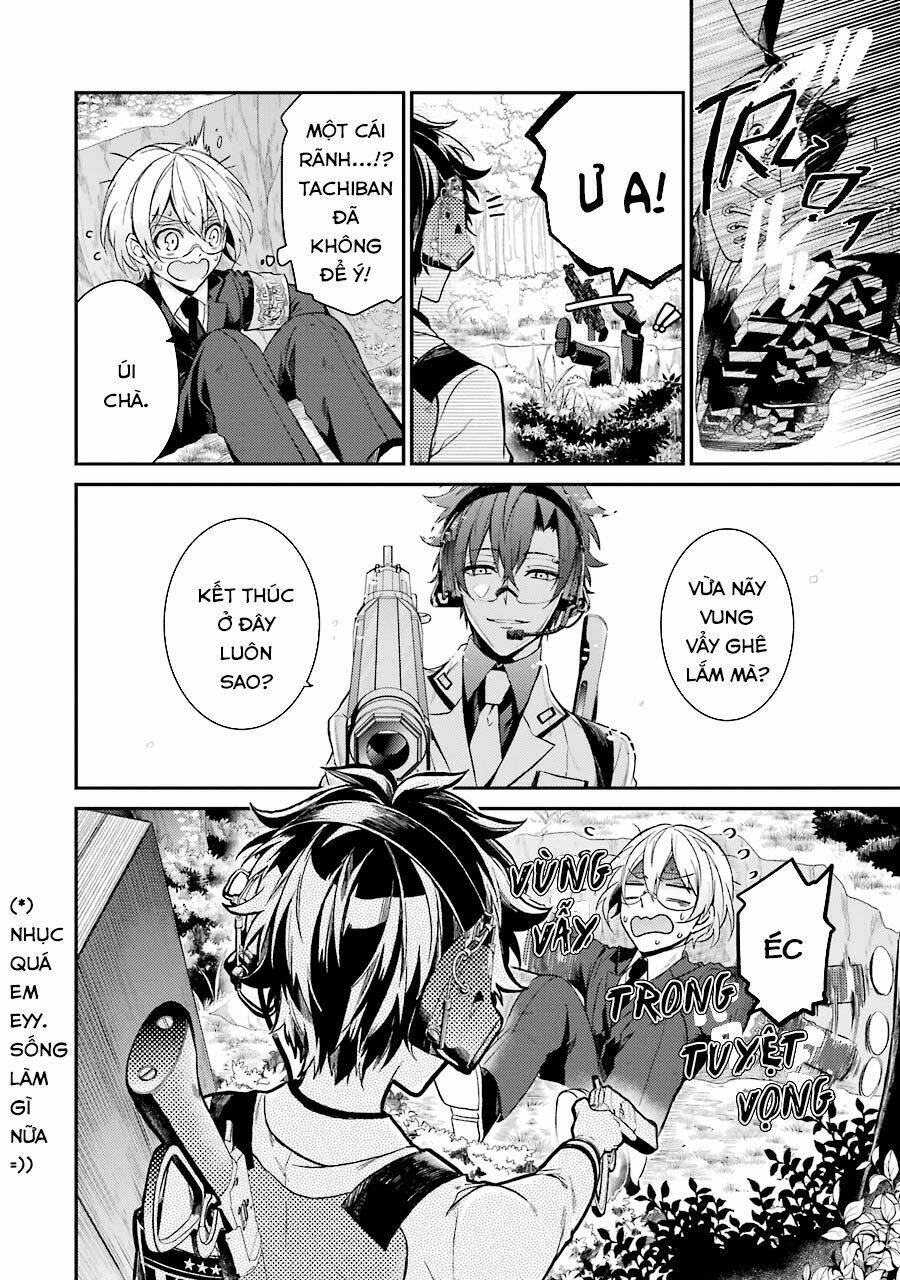 TRƯỢT
Ư A!
MỘT CÁI
RÃNH...!?
TACHIBAN
ĐÃ
KHÔNG
ĐỂ Ý!
ÚI
CHÀ.
VỪA NÃY
VUNG
VẨY GHÊ
LẮM MÀ?
KẾT THÚC
Ở ĐÂY
LUÔN
SAO?
VÙNG
VẪY
TRONG
TUYỆT
VỌNG
ÉC
(*)
NHỤC
QUÁ
EM
EYY.
SỐNG
LÀM
GÌ
NỮA
=))